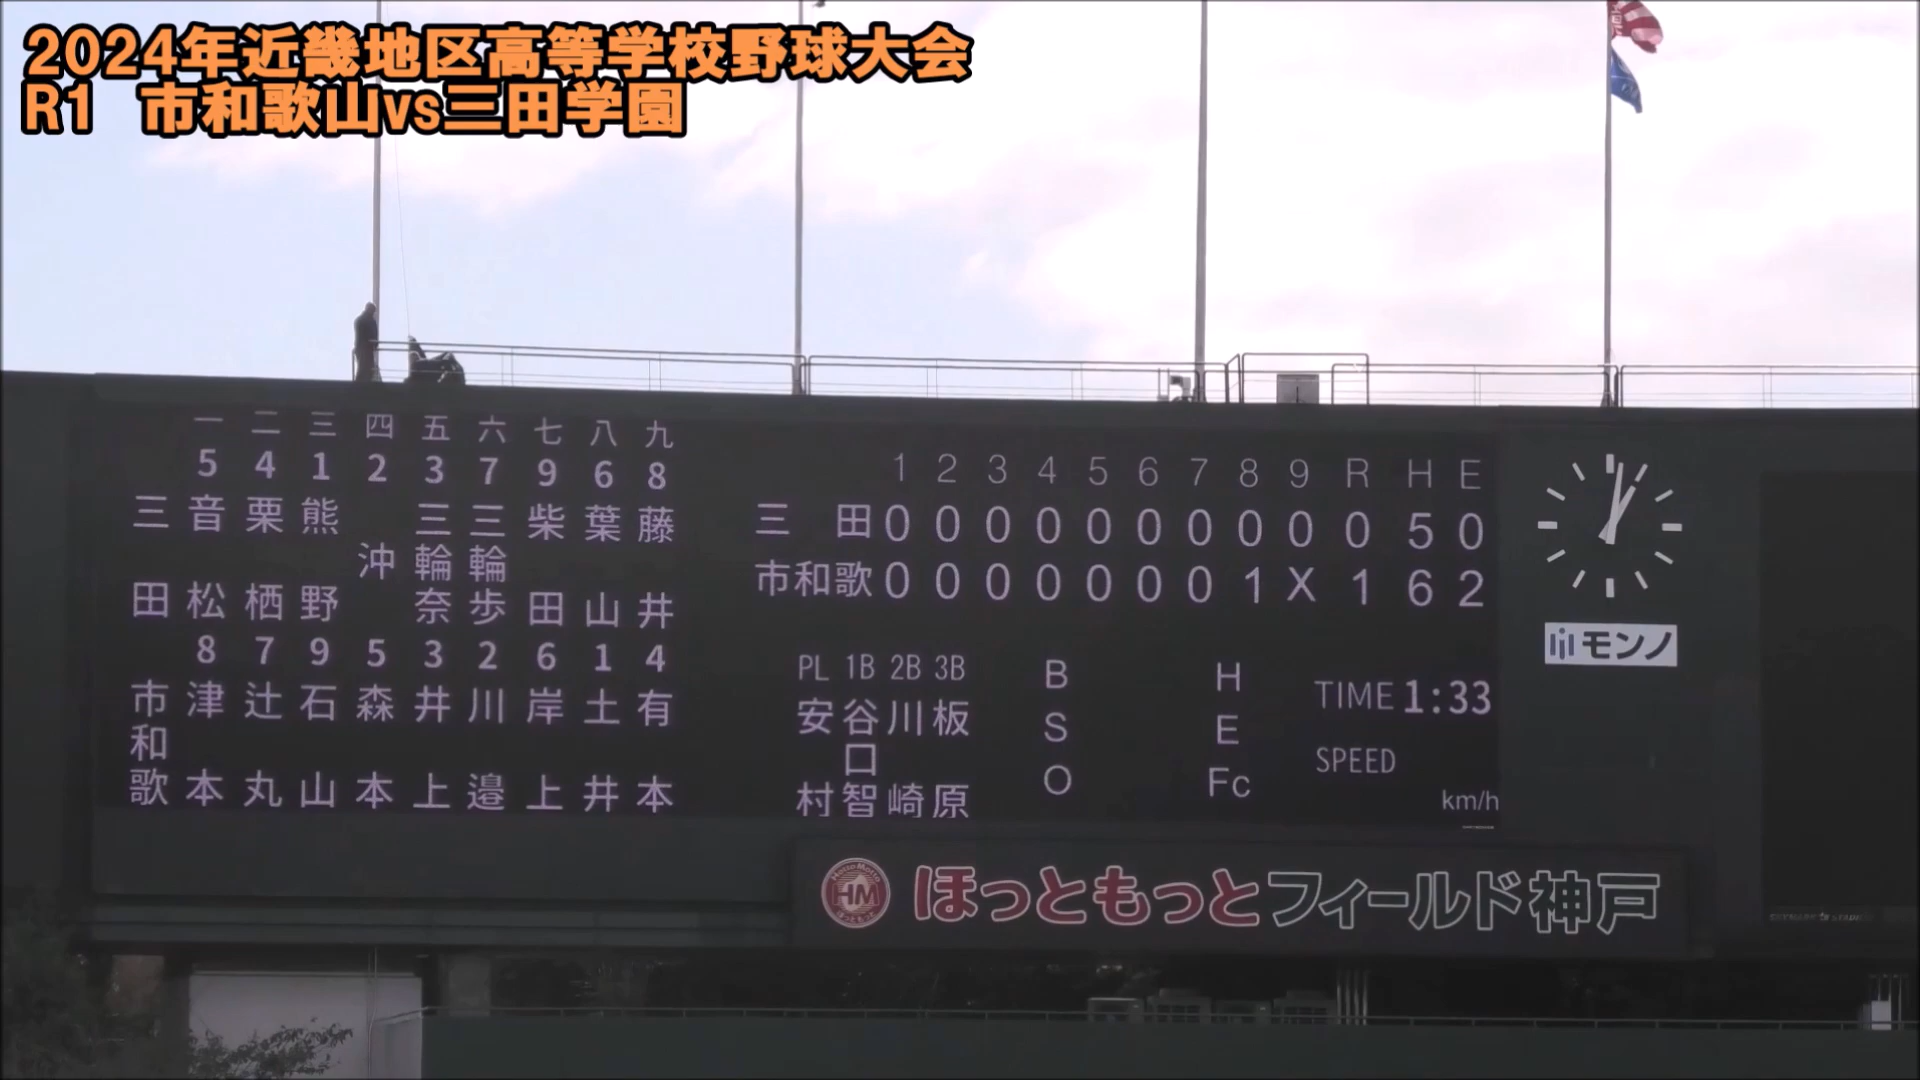 2024年近畿地区高等学校野球大会
R1 市和歌山vs三田学園
一 二 三 四 五 六 七 八 九
5 4 1 2 3 7 9 6 8
三田 音松 栗栖 熊野 沖 三輪奈 三輪歩 柴田 葉山 藤井
8 7 9 5 3 2 6 1 4
市和歌 津本 辻丸 石山 森本 井上 川邉 岸上 土井 有本
1 2 3 4 5 6 7 8 9 R H E
三田 0 0 0 0 0 0 0 0 0 0 5 0
市和歌 0 0 0 0 0 0 0 1 X 1 6 2
PL 1B 2B 3B
安村 谷口智 川崎 板原
B
S
O
H
E
Fc
TIME 1:33
SPEED
km/h
モンノ
HM
ほっともっとフィールド神戸